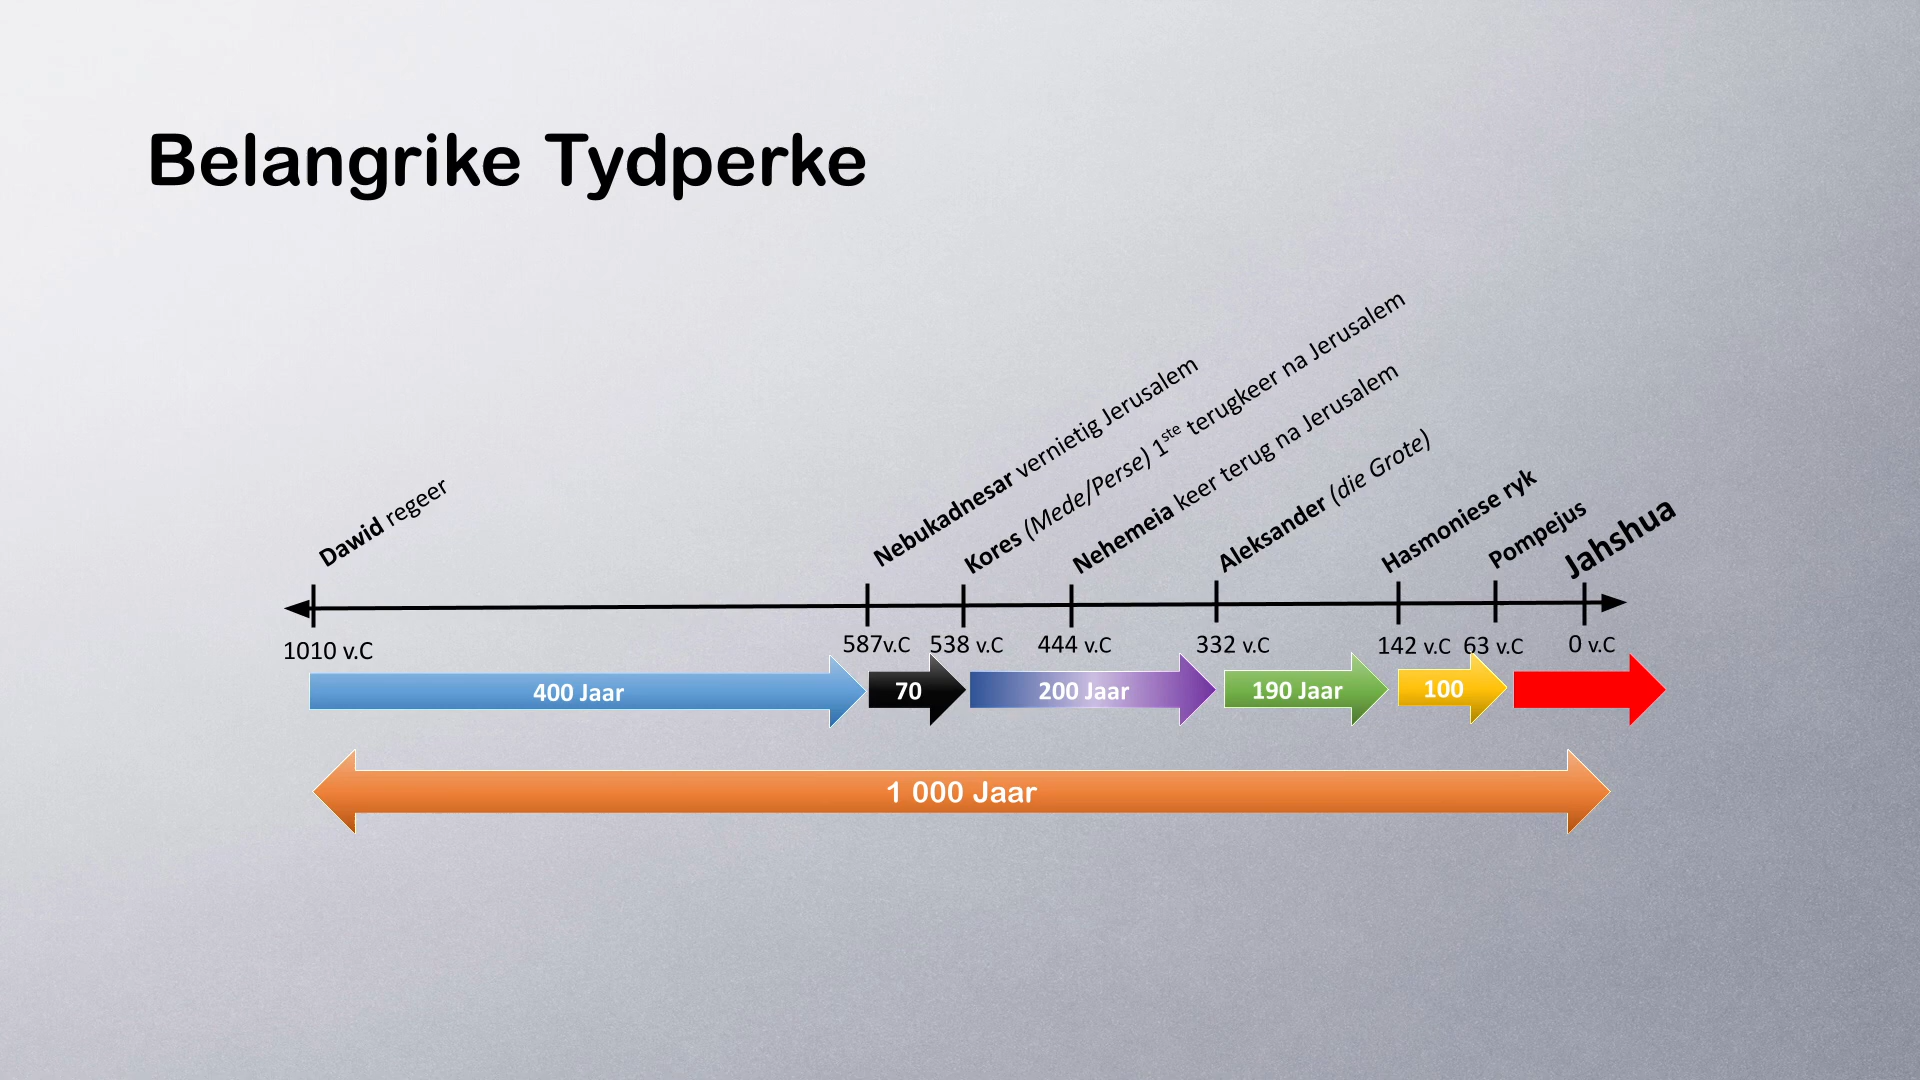 Belangrike Tydperke
Dawid regeer
Nebukadnesar vernietig Jerusalem
Kores (Mede/Perse) 1ste terugkeer na Jerusalem
Nehemeia keer terug na Jerusalem
Aleksander (die Grote)
Hasmoniese ryk
Pompejus
Jahshua
1010 v.C
587v.C
538 v.C
444 v.C
332 v.C
142 v.C
63 v.C
0 v.C
400 Jaar
70
200 Jaar
190 Jaar
100
1 000 Jaar